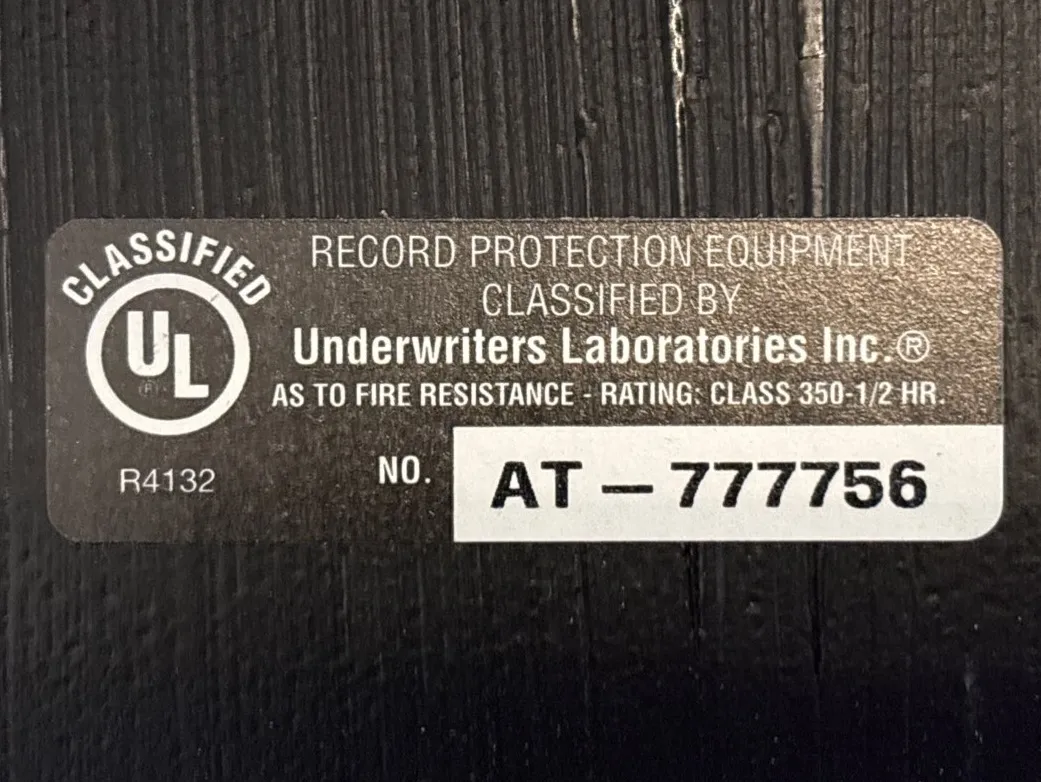 CLASSIFIED
UL
(R)
R4132
RECORD PROTECTION EQUIPMENT
CLASSIFIED BY
Underwriters Laboratories Inc.®
AS TO FIRE RESISTANCE - RATING: CLASS 350-1/2 HR.
NO. AT — 777756